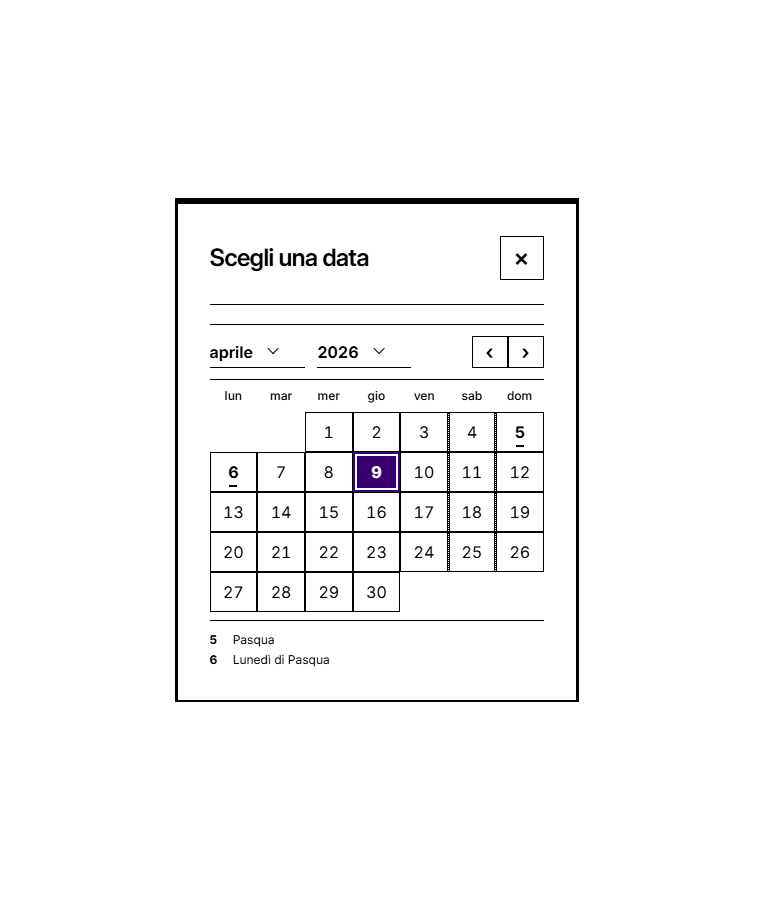 Scegli una data
×
aprile 2026 ‹ ›
lun mar mer gio ven sab dom
1 2 3 4 5
6 7 8 9 10 11 12
13 14 15 16 17 18 19
20 21 22 23 24 25 26
27 28 29 30
5 Pasqua
6 Lunedì di Pasqua